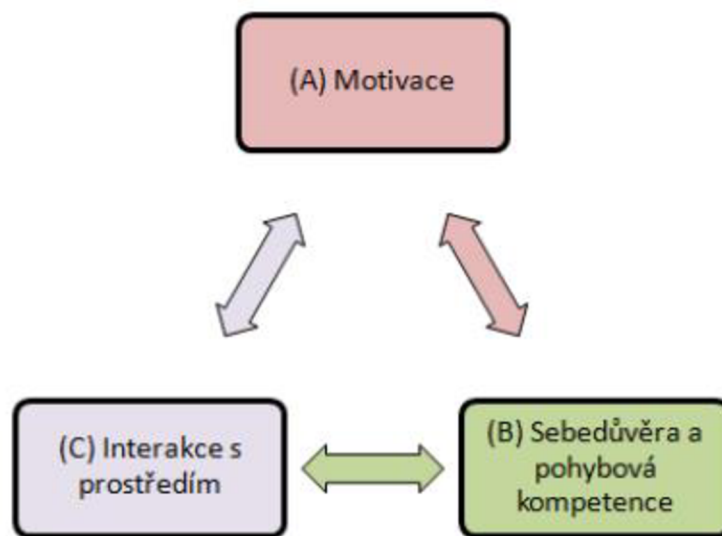 (A) Motivace
(C) Interakce s
prostředím
(B) Sebedůvěra a
pohybová
kompetence